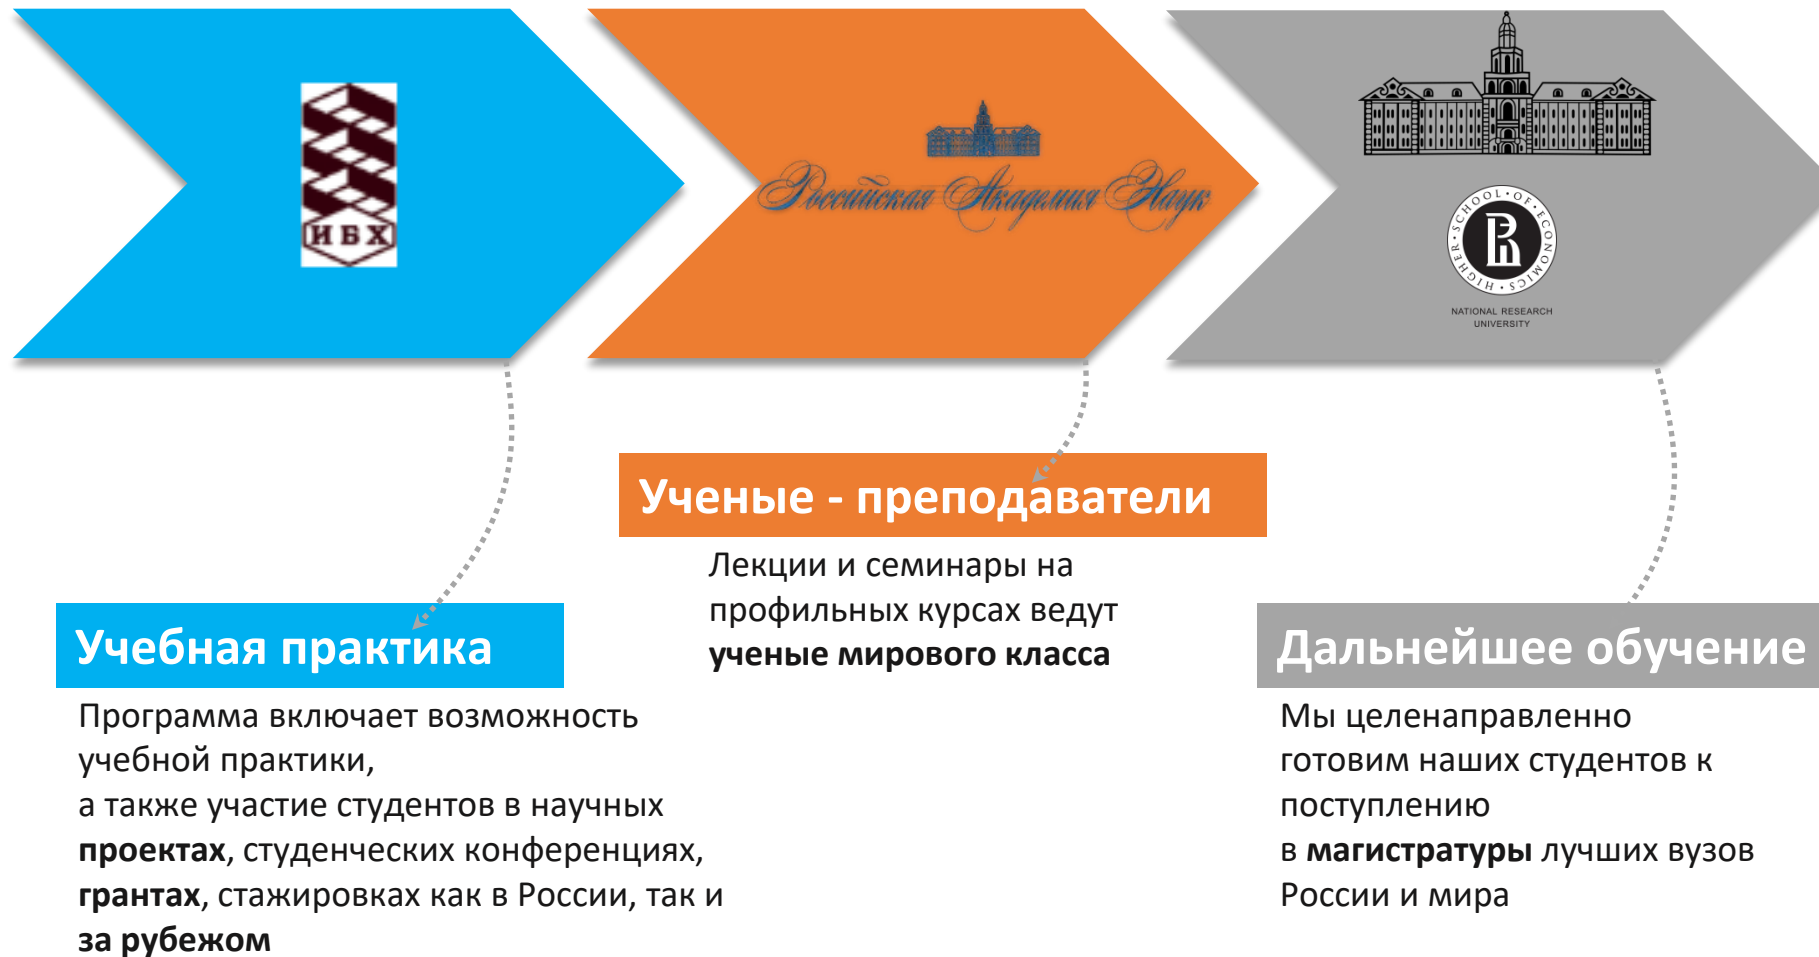 ИБХ
Российская Академия Наук
HIGHER · SCHOOL · OF · ECONOMICS
NATIONAL RESEARCH
UNIVERSITY
Ученые - преподаватели
Лекции и семинары на
профильных курсах ведут
ученые мирового класса
Учебная практика
Программа включает возможность
учебной практики,
а также участие студентов в научных
проектах, студенческих конференциях,
грантах, стажировках как в России, так и
за рубежом
Дальнейшее обучение
Мы целенаправленно
готовим наших студентов к
поступлению
в магистратуры лучших вузов
России и мира